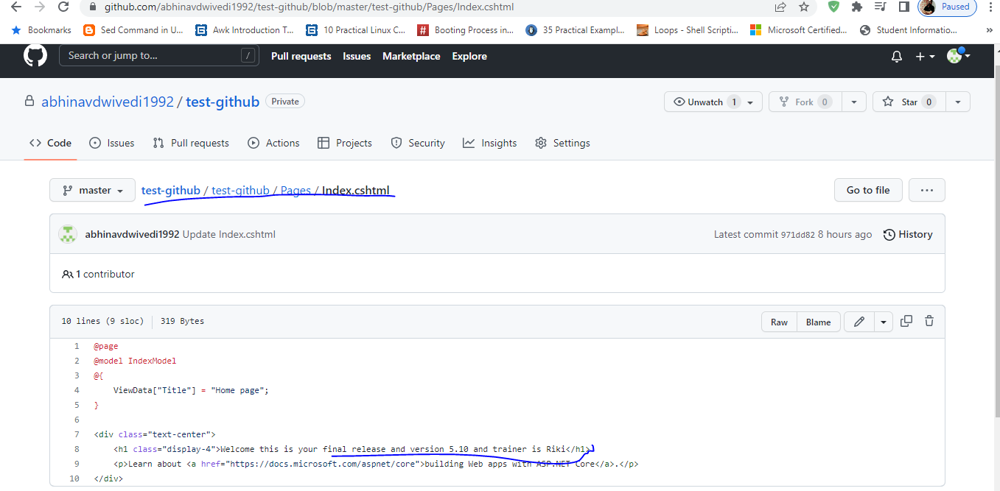 github.com/abhinavdwivedi1992/test-github/blob/master/test-github/Pages/Index.cshtml Paused
Bookmarks Sed Command in U... Awk Introduction T... 10 Practical Linux C... # Booting Process in... 35 Practical Exampl... Loops - Shell Scripti... Microsoft Certified... Student Informatio... »
Search or jump to... / Pull requests Issues Marketplace Explore
abhinavdwivedi1992 / test-github Private Unwatch 1 Fork 0 Star 0
Code Issues Pull requests Actions Projects Security Insights Settings
master test-github / test-github / Pages / Index.cshtml Go to file ...
abhinavdwivedi1992 Update Index.cshtml Latest commit 971dd82 8 hours ago History
1 contributor
10 lines (9 sloc) 319 Bytes Raw Blame
1 @page
2 @model IndexModel
3 @{
4 ViewData["Title"] = "Home page";
5 }
6
7 <div class="text-center">
8 <h1 class="display-4">Welcome this is your final release and version 5.10 and trainer is Riki</h1>
9 <p>Learn about <a href="https://docs.microsoft.com/aspnet/core">building Web apps with ASP.NET Core</a>.</p>
10 </div>